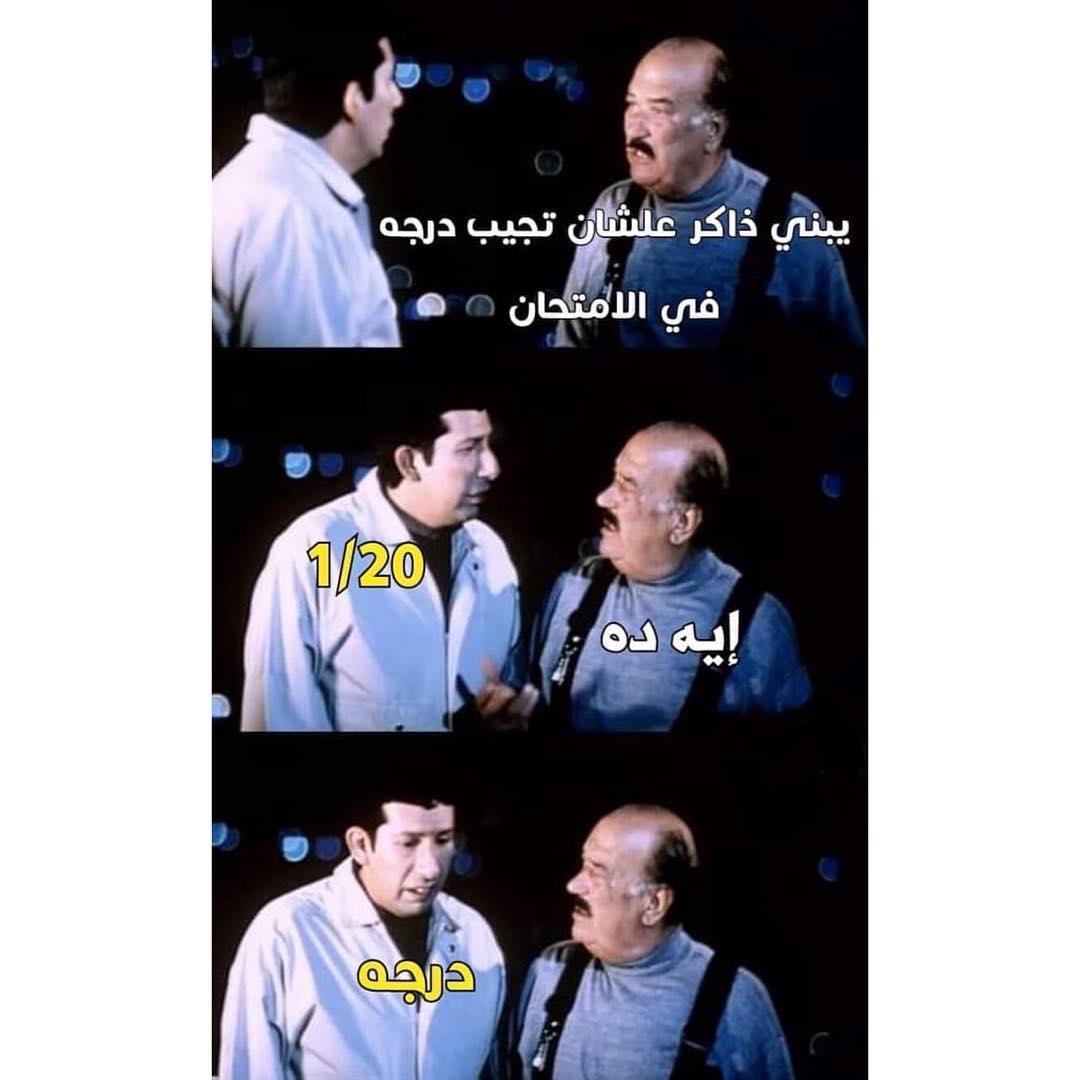 يبني ذاكر علشان تجيب درجه
في الامتحان
1/20
إيه ده
درجه